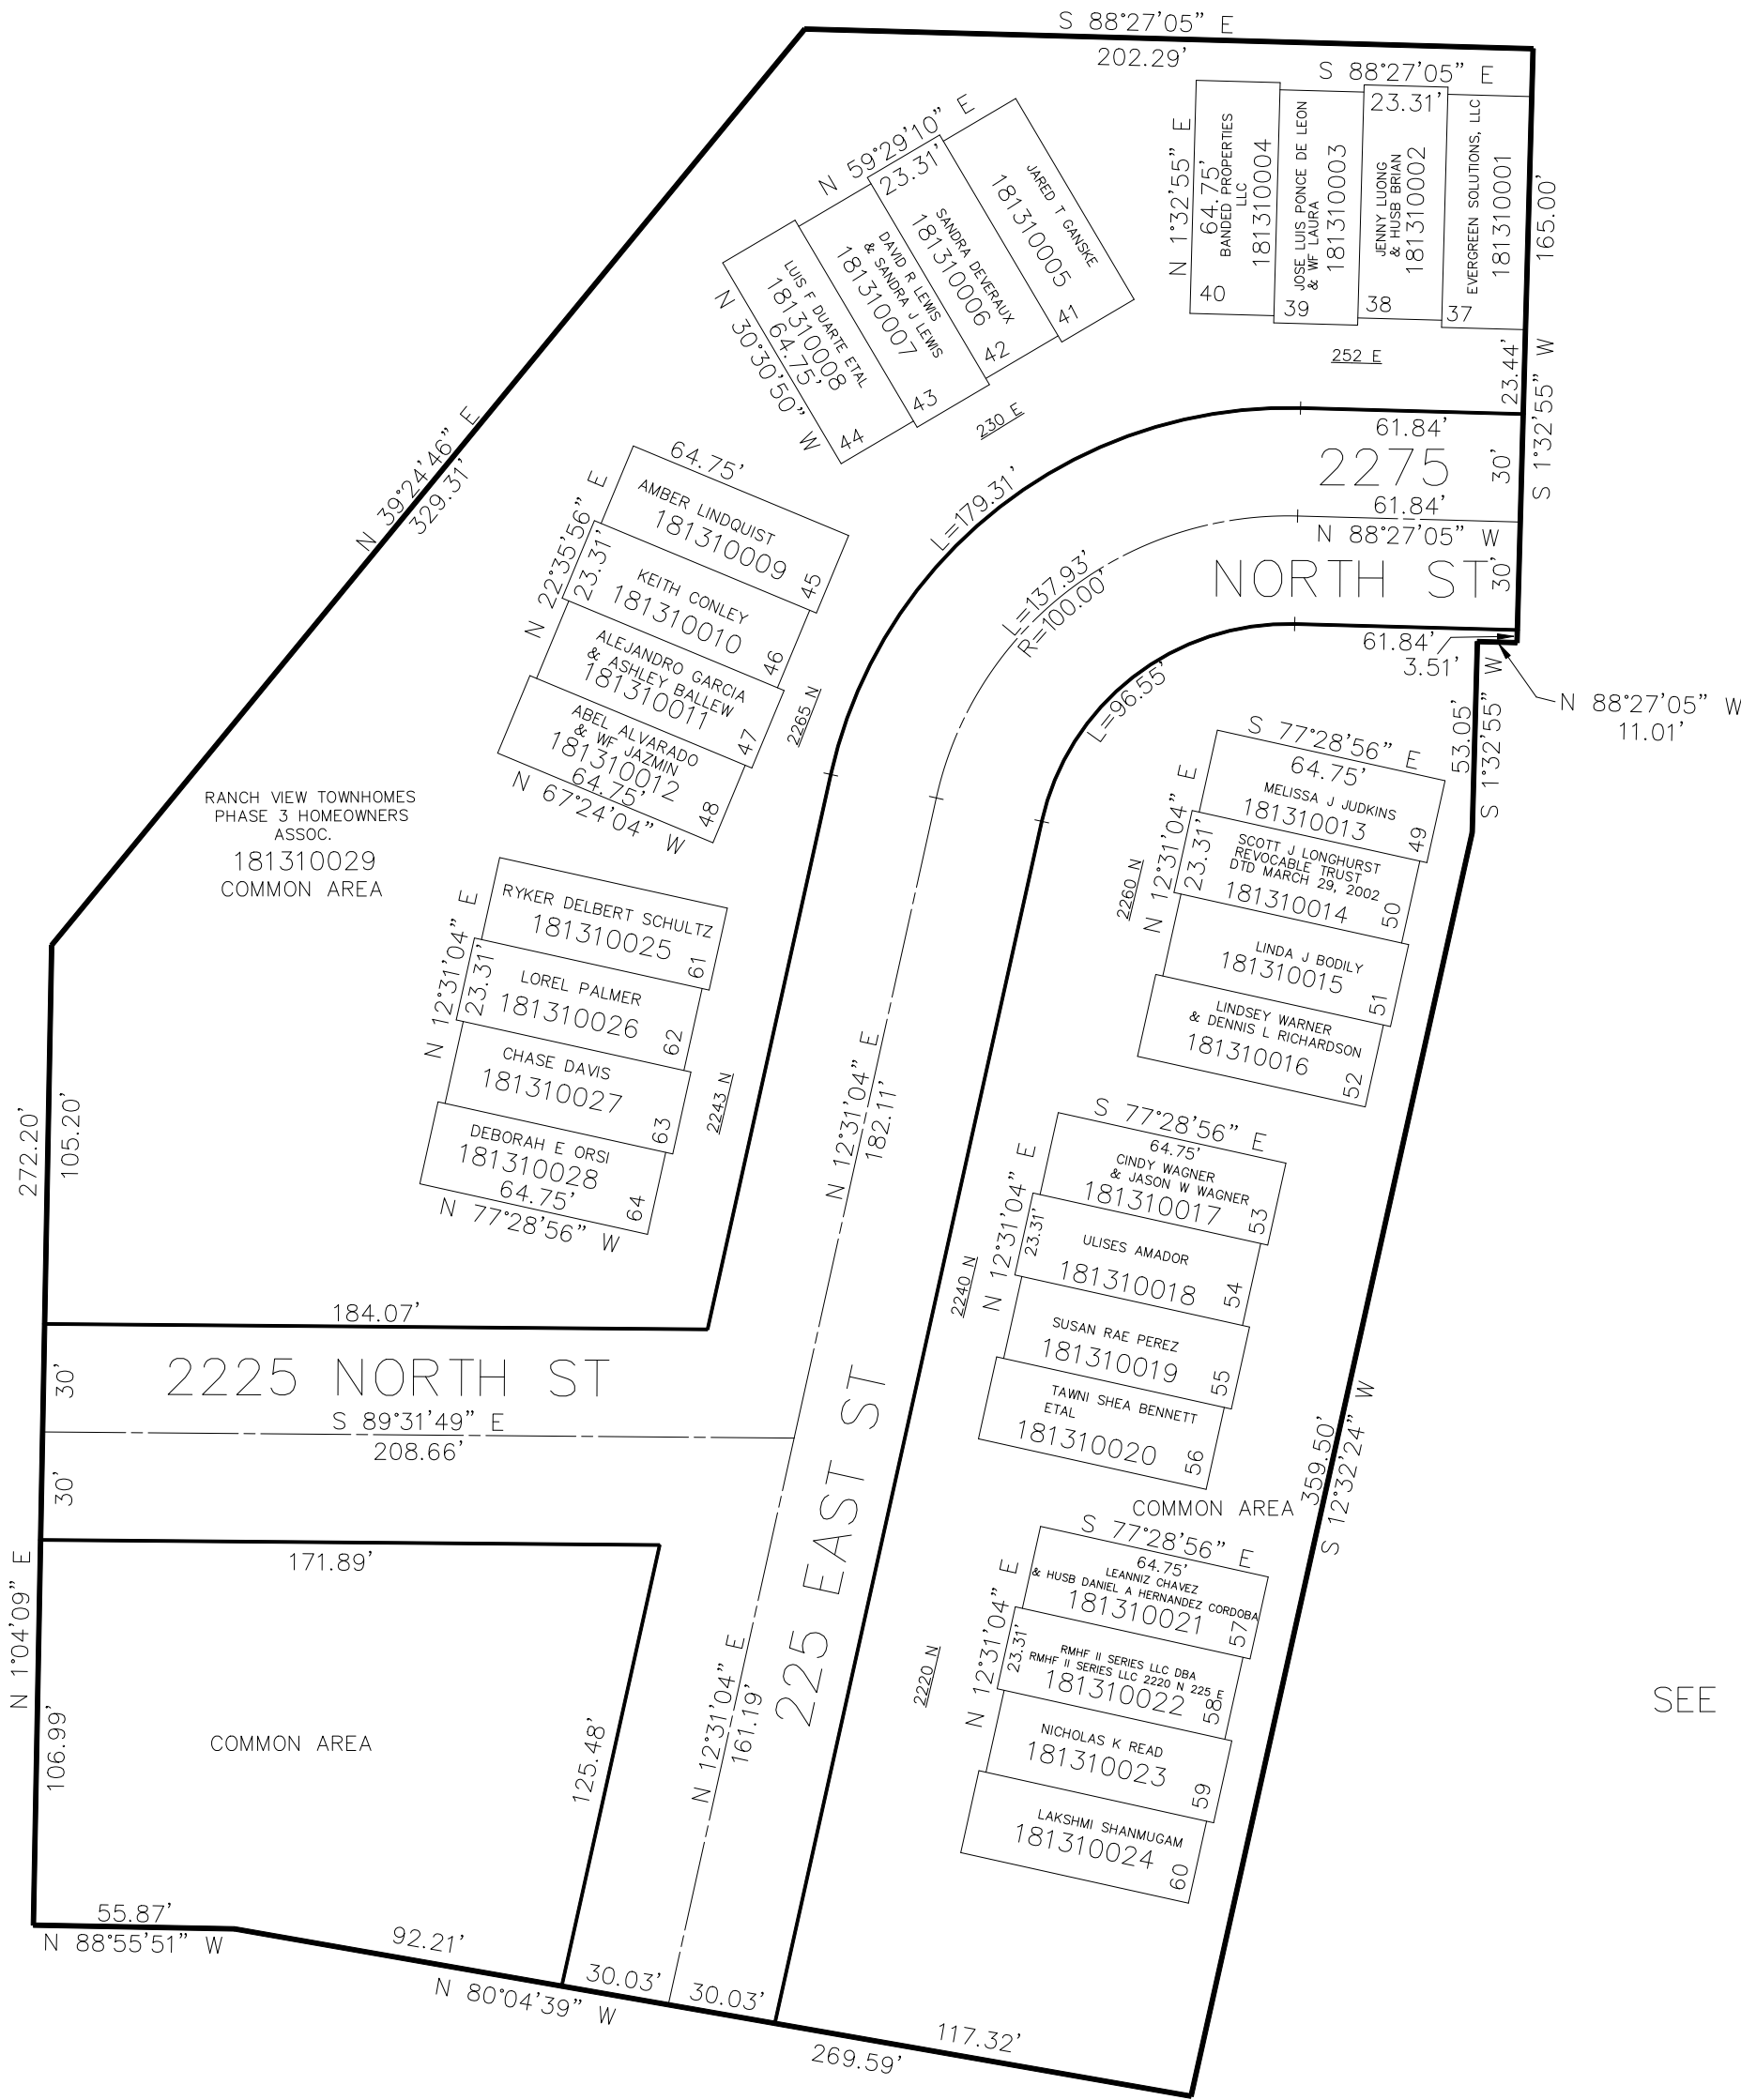 S 88°27'05" E
202.29'
S 88°27'05" E
23.31'
N 1°32'55" E
64.75'
BANDED PROPERTIES
LLC
181310004
40
JOSE LUIS PONCE DE LEON
& WF LAURA
181310003
39
JENNY LUONG
& HUSB BRIAN
181310002
38
EVERGREEN SOLUTIONS, LLC
181310001
37
165.00'
252 E
23.44'
S 1°32'55" W
N 59°29'10" E
23.31'
JARED T GANSKE
181310005
41
SANDRA DEVERAUX
181310006
42
DAVID R LEWIS
& SANDRA J LEWIS
181310007
43
LUIS F DUARTE ETAL
181310008
64.75'
44
N 30°30'50" W
230 E
61.84'
2275
30'
61.84'
N 88°27'05" W
NORTH ST
30'
61.84'
3.51'
N 88°27'05" W
11.01'
53.05'
S 1°32'55" W
L=179.31'
L=137.93'
R=100.00'
L=96.55'
N 39°24'46" E
329.31'
64.75'
N 22°35'56" E
23.31'
AMBER LINDQUIST
181310009
45
KEITH CONLEY
181310010
46
ALEJANDRO GARCIA
& ASHLEY BALLEW
181310011
47
ABEL ALVARADO
& WF JAZMIN
181310012
64.75'
48
N 67°24'04" W
2265 N
RANCH VIEW TOWNHOMES
PHASE 3 HOMEOWNERS
ASSOC.
181310029
COMMON AREA
S 77°28'56" E
64.75'
N 12°31'04" E
23.31'
MELISSA J JUDKINS
181310013
49
SCOTT J LONGHURST
REVOCABLE TRUST
DTD MARCH 29, 2002
181310014
50
LINDA J BODILY
181310015
51
LINDSEY WARNER
& DENNIS L RICHARDSON
181310016
52
2260 N
N 12°31'04" E
23.31'
RYKER DELBERT SCHULTZ
181310025
61
LOREL PALMER
181310026
62
CHASE DAVIS
181310027
63
DEBORAH E ORSI
181310028
64.75'
64
N 77°28'56" W
2243 N
N 12°31'04" E
182.11'
272.20'
105.20'
S 77°28'56" E
64.75'
N 12°31'04" E
23.31'
CINDY WAGNER
& JASON W WAGNER
181310017
53
ULISES AMADOR
181310018
54
SUSAN RAE PEREZ
181310019
55
TAWNI SHEA BENNETT
ETAL
181310020
56
2240 N
184.07'
30'
2225 NORTH ST
S 89°31'49" E
208.66'
30'
171.89'
225 EAST ST
359.50'
S 12°32'24" W
COMMON AREA
S 77°28'56" E
64.75'
N 12°31'04" E
23.31'
LEANNIZ CHAVEZ
& HUSB DANIEL A HERNANDEZ CORDOBA
181310021
57
RMHF II SERIES LLC DBA
RMHF II SERIES LLC 2220 N 225 E
181310022
58
NICHOLAS K READ
181310023
59
LAKSHMI SHANMUGAM
181310024
60
2220 N
SEE
N 1°04'09" E
106.99'
COMMON AREA
125.48'
N 12°31'04" E
161.19'
55.87'
N 88°55'51" W
92.21'
N 80°04'39" W
30.03'
30.03'
117.32'
269.59'